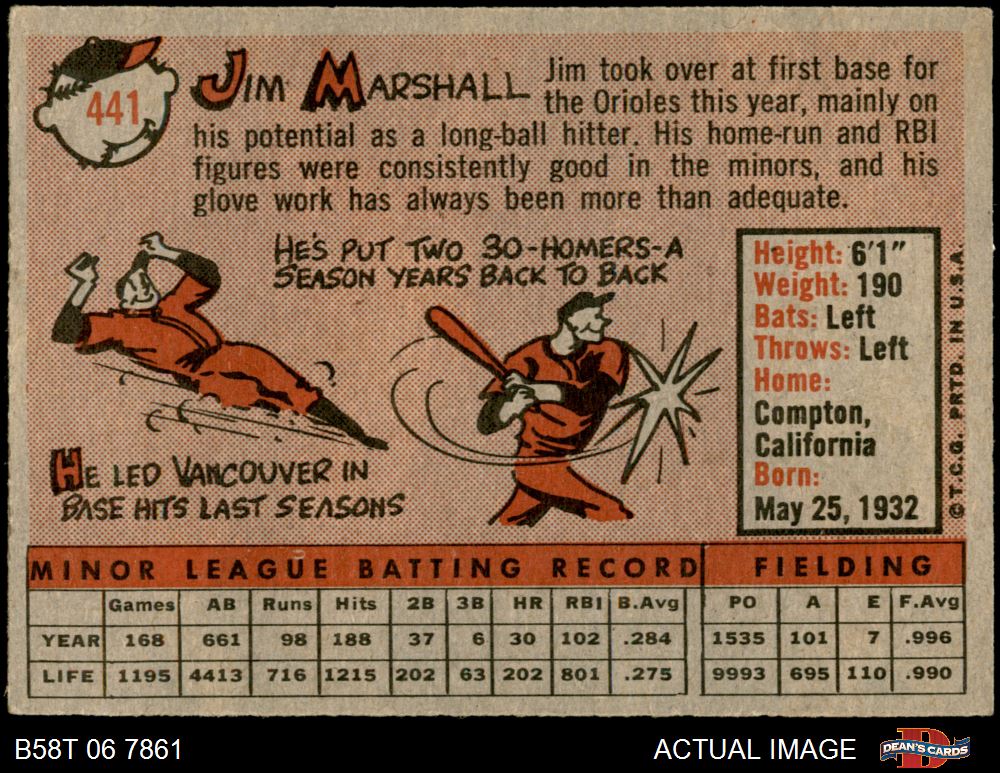 441
JIM MARSHALL
Jim took over at first base for
the Orioles this year, mainly on
his potential as a long-ball hitter. His home-run and RBI
figures were consistently good in the minors, and his
glove work has always been more than adequate.
HE'S PUT TWO 30-HOMERS-A
SEASON YEARS BACK TO BACK
HE LED VANCOUVER IN
BASE HITS LAST SEASONS
Height: 6'1"
Weight: 190
Bats: Left
Throws: Left
Home:
Compton,
California
Born:
May 25, 1932
© T.C.G. PRTD. IN U.S.A.
MINOR LEAGUE BATTING RECORD FIELDING
Games AB Runs Hits 2B 3B HR RBI B.Avg PO A E F.Avg
YEAR 168 661 98 188 37 6 30 102 .284 1535 101 7 .996
LIFE 1195 4413 716 1215 202 63 202 801 .275 9993 695 110 .990
B58T 06 7861 ACTUAL IMAGE DEAN'S CARDS